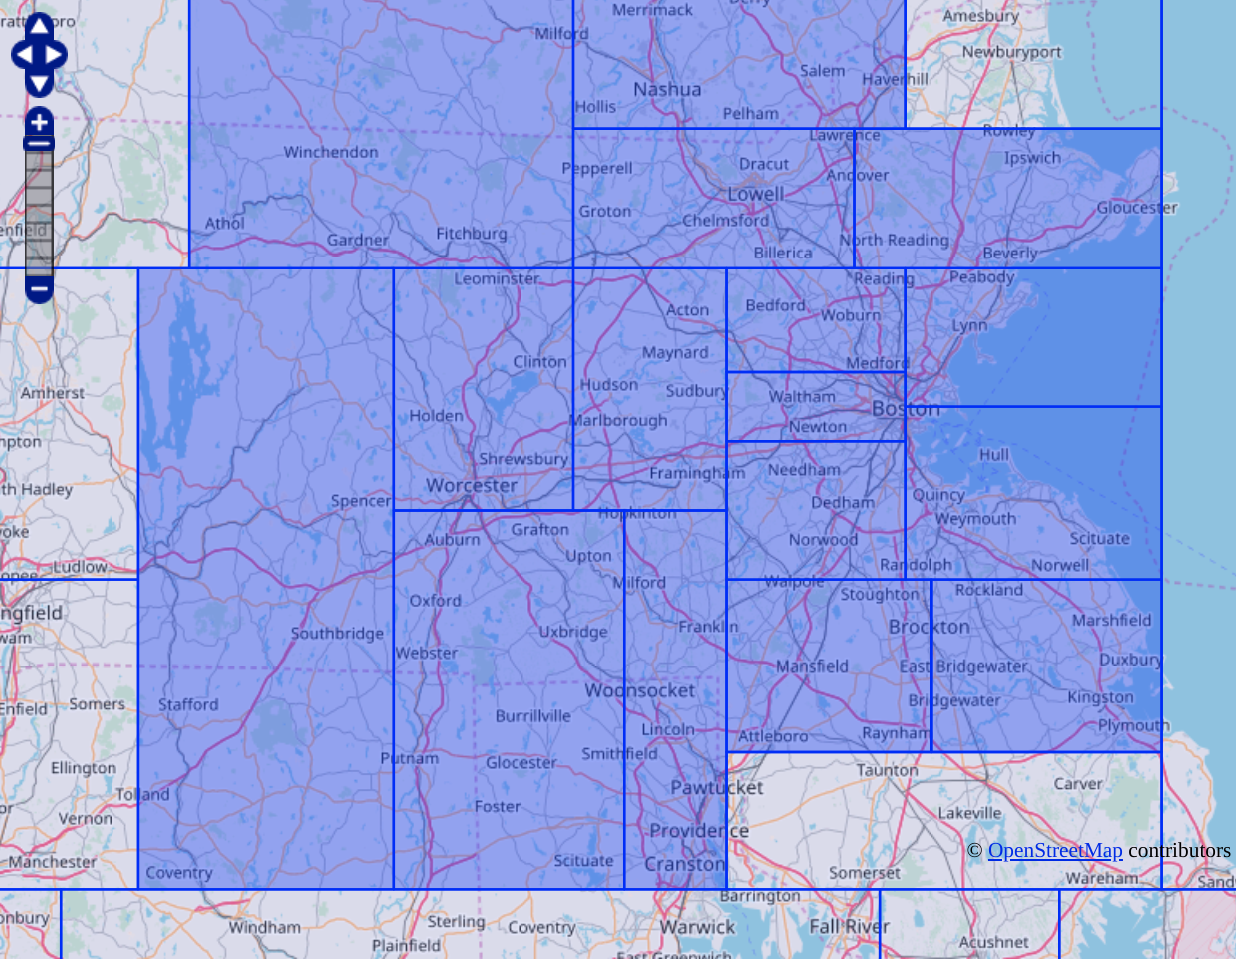 Merrimack
Derry
Amesbury
Milford
Newburyport
Salem
Haverhill
Nashua
Hollis
Pelham
Rowley
Lawrence
Winchendon
Ipswich
Pepperell
Dracut
Andover
Lowell
Groton
Gloucester
Athol
Chelmsford
Fitchburg
Gardner
North Reading
Billerica
Beverly
Leominster
Reading
Peabody
Bedford
Acton
Woburn
Lynn
Maynard
Clinton
Medford
Hudson
Sudbury
Amherst
Waltham
Boston
Holden
Marlborough
Newton
Hull
Shrewsbury
Needham
Framingham
Worcester
th Hadley
Quincy
Spencer
Dedham
Hopkinton
Weymouth
Grafton
Auburn
Norwood
Scituate
Upton
Ludlow
Randolph
Norwell
Milford
Walpole
Rockland
Stoughton
Oxford
ngfield
Marshfield
Franklin
Brockton
Uxbridge
Southbridge
Webster
Duxbury
Mansfield
East Bridgewater
Woonsocket
Kingston
Bridgewater
Enfield
Somers
Stafford
Burrillville
Plymouth
Lincoln
Raynham
Attleboro
Smithfield
Putnam
Glocester
Ellington
Taunton
Carver
Pawtucket
Tolland
Foster
Lakeville
Vernon
Providence
© OpenStreetMap contributors
Manchester
Scituate
Cranston
Coventry
Somerset
Wareham
Sand
Barrington
onbury
Sterling
Windham
Coventry
Warwick
Fall River
Plainfield
Acushnet
East Greenwich